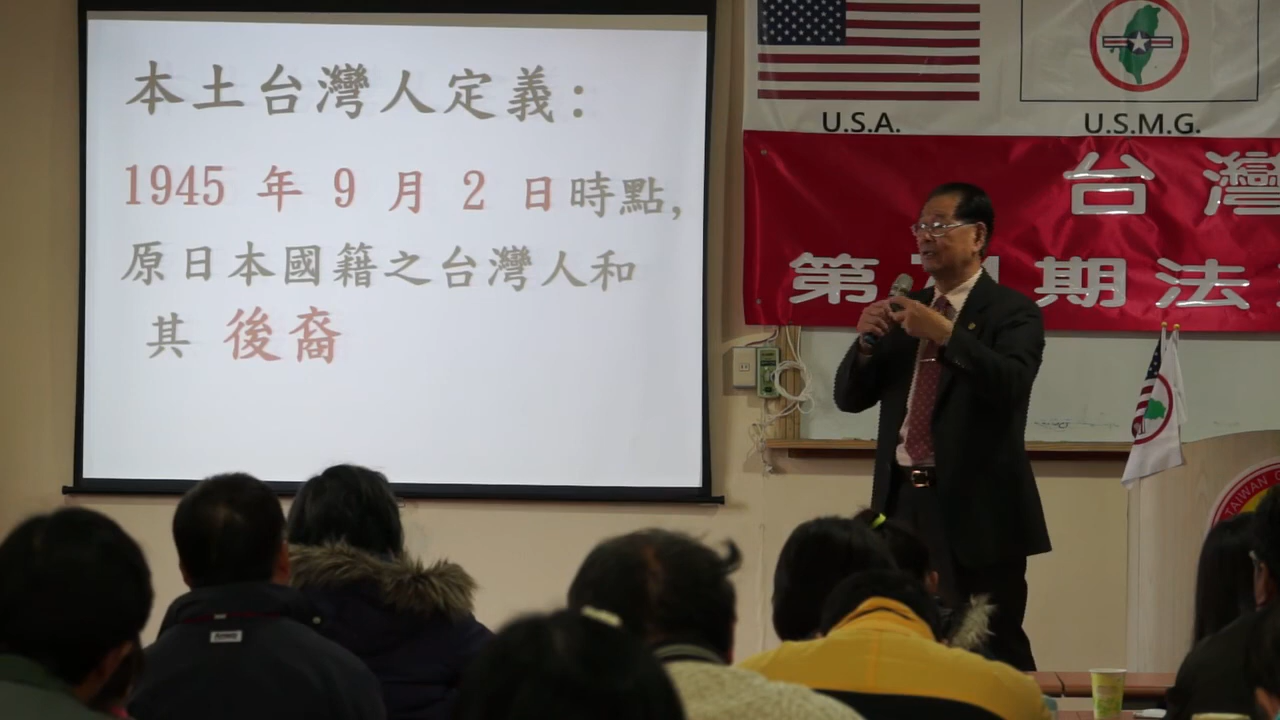 本土台灣人定義:
1945 年 9 月 2 日時點,
原日本國籍之台灣人和
其 後裔
U.S.A.
U.S.M.G.
台灣
第 期法
TAIWAN